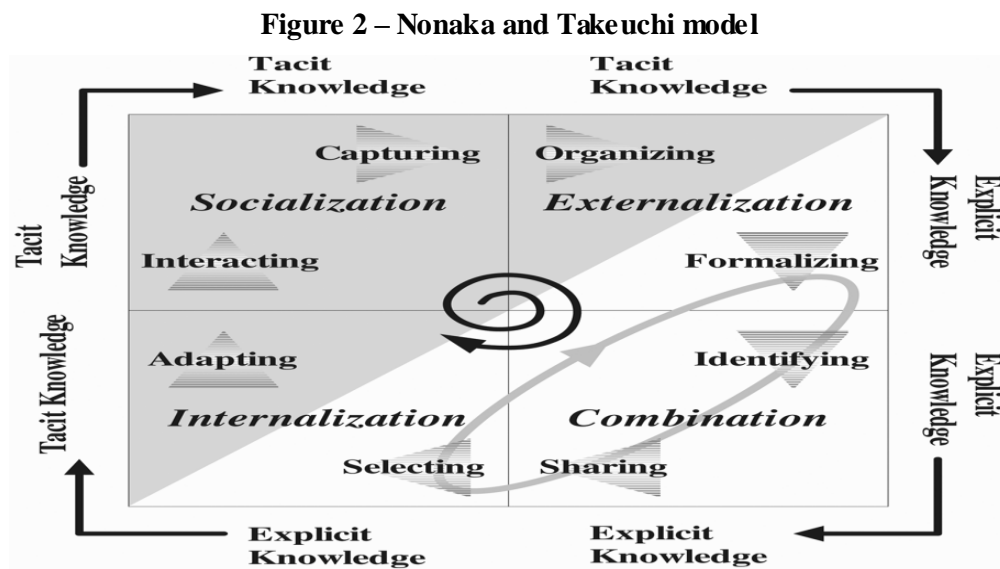 Figure 2 – Nonaka and Takeuchi model
Tacit
Knowledge
Tacit
Knowledge
Capturing
Organizing
Socialization
Externalization
Tacit
Knowledge
Explicit
Knowledge
Interacting
Formalizing
Adapting
Identifying
Tacit Knowledge
Explicit
Knowledge
Internalization
Combination
Selecting
Sharing
Explicit
Knowledge
Explicit
Knowledge